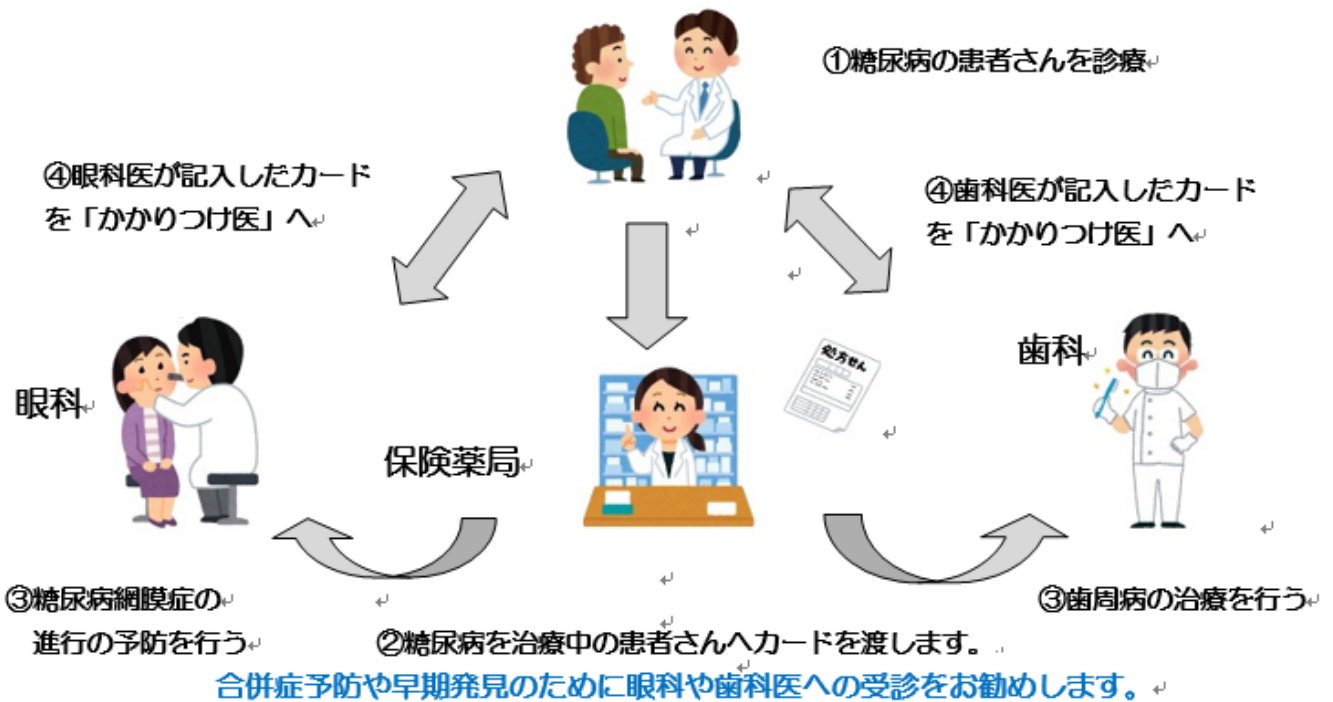 ①糖尿病の患者さんを診療
④眼科医が記入したカード
を「かかりつけ医」へ
④歯科医が記入したカード
を「かかりつけ医」へ
眼科
保険薬局
処方せん
歯科
③糖尿病網膜症の
進行の予防を行う
③歯周病の治療を行う
②糖尿病を治療中の患者さんへカードを渡します。
合併症予防や早期発見のために眼科や歯科医への受診をお勧めします。